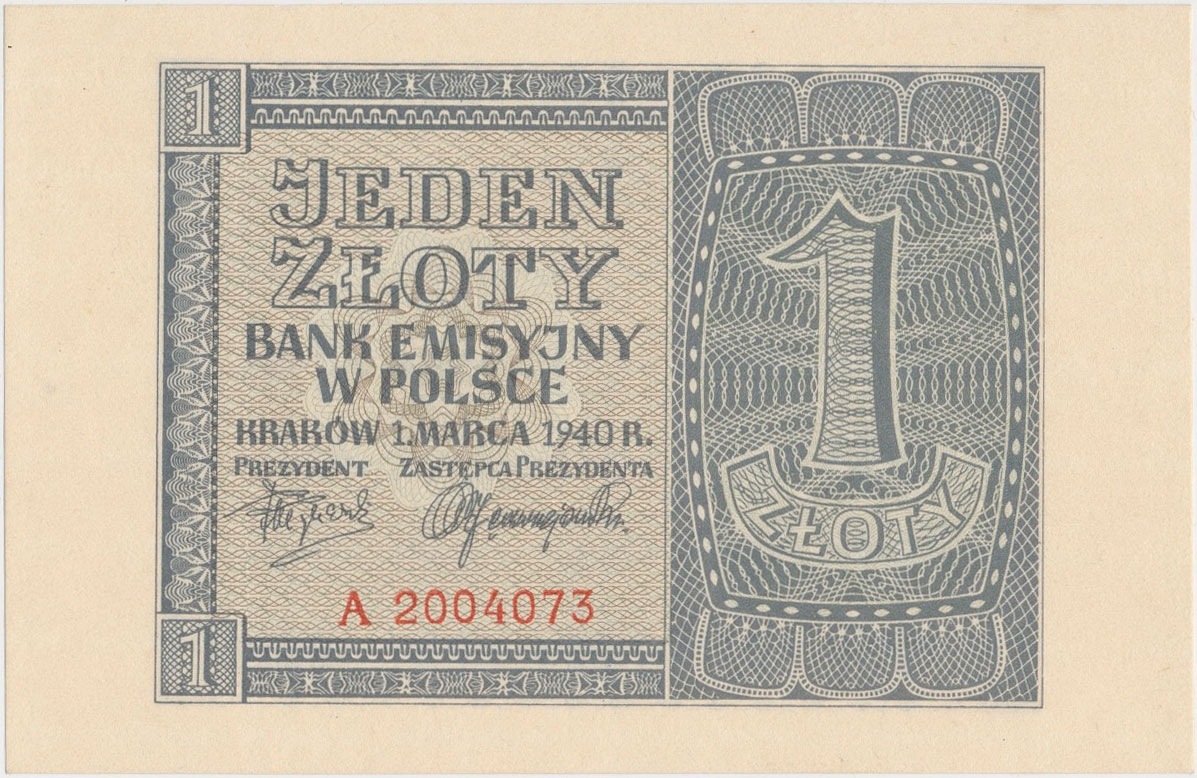 1
JEDEN
ZŁOTY
BANK EMISYJNY
W POLSCE
KRAKÓW 1. MARCA 1940 R.
PREZYDENT ZASTĘPCA PREZYDENTA
A 2004073
1
1
ZŁOTY